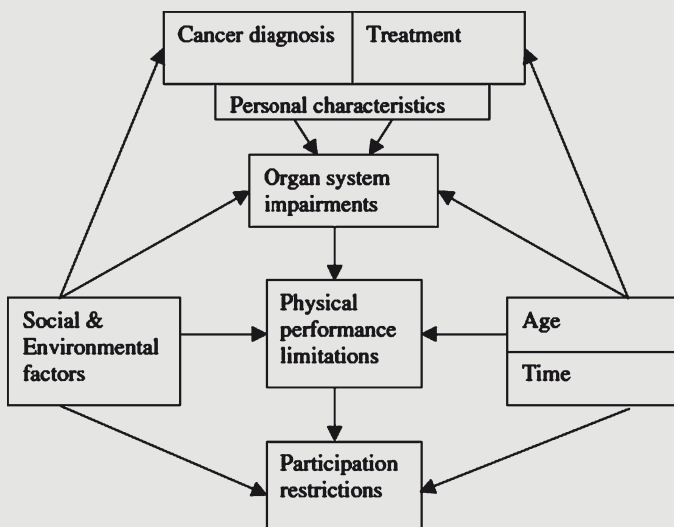 Cancer diagnosis
Treatment
Personal characteristics
Organ system
impairments
Social &
Environmental
factors
Physical
performance
limitations
Age
Time
Participation
restrictions